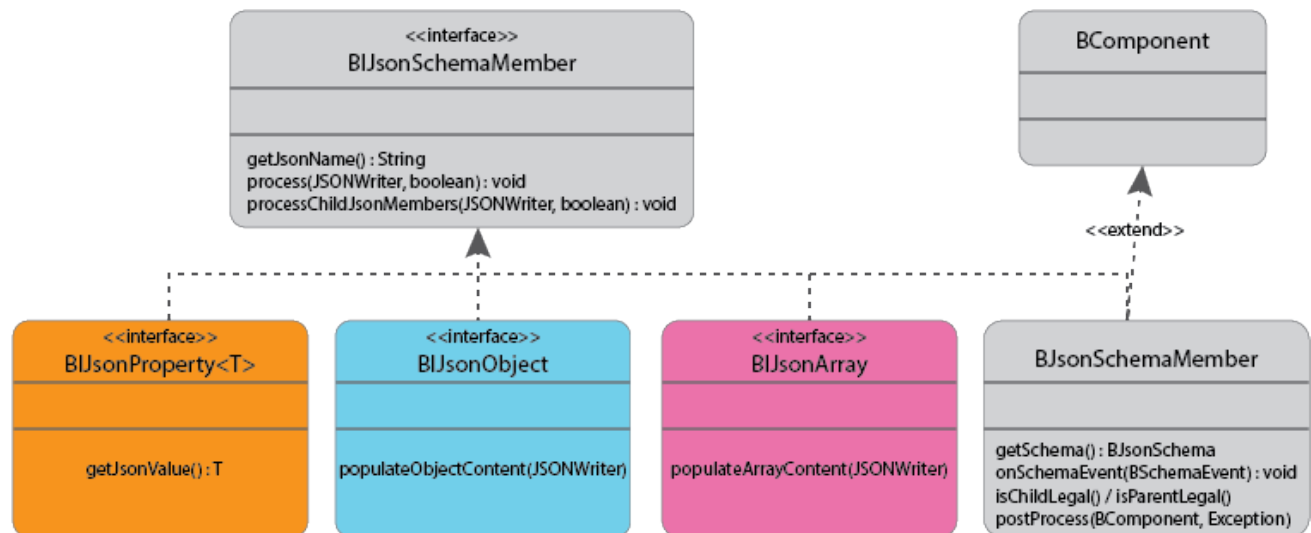 <<interface>>
BIJsonSchemaMember
getJsonName() : String
process(JSONWriter, boolean) : void
processChildJsonMembers(JSONWriter, boolean) : void
BComponent
<<extend>>
<<interface>>
BIJsonProperty<T>
getJsonValue() : T
<<interface>>
BIJsonObject
populateObjectContent(JSONWriter)
<<interface>>
BIJsonArray
populateArrayContent(JSONWriter)
BJsonSchemaMember
getSchema() : BJsonSchema
onSchemaEvent(BSchemaEvent) : void
isChildLegal() / isParentLegal()
postProcess(BComponent, Exception)